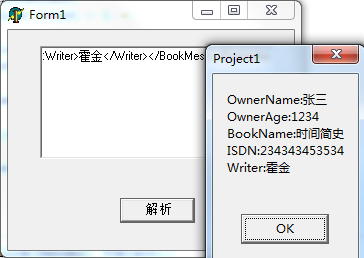 Form1
:Writer>霍金</Writer></BookMes
解析
Project1
OwnerName:张三
OwnerAge:1234
BookName:时间简史
ISDN:234343453534
Writer:霍金
OK